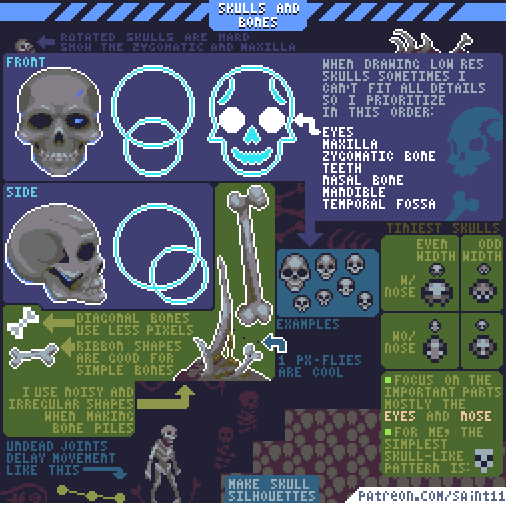 SKULLS AND
BONES
ROTATED SKULLS ARE HARD
SHOW THE ZYGOMATIC AND MAXILLA
FRONT
WHEN DRAWING LOW RES
SKULLS SOMETIMES I
CAN'T FIT ALL DETAILS
SO I PRIORITIZE
IN THIS ORDER:
EYES
MAXILLA
ZYGOMATIC BONE
TEETH
NASAL BONE
MANDIBLE
TEMPORAL FOSSA
SIDE
TINIEST SKULLS
EVEN
WIDTH
ODD
WIDTH
W/
NOSE
WO/
NOSE
EXAMPLES
DIAGONAL BONES
USE LESS PIXELS
RIBBON SHAPES
ARE GOOD FOR
SIMPLE BONES
1 PX-FLIES
ARE COOL
I USE NOISY AND
IRREGULAR SHAPES
WHEN MAKING
BONE PILES
FOCUS ON THE
IMPORTANT PARTS
MOSTLY THE
EYES AND NOSE
FOR ME, THE
SIMPLEST
SKULL-LIKE
PATTERN IS:
UNDEAD JOINTS
DELAY MOVEMENT
LIKE THIS
MAKE SKULL
SILHOUETTES
PATREON.COM/SAINT11